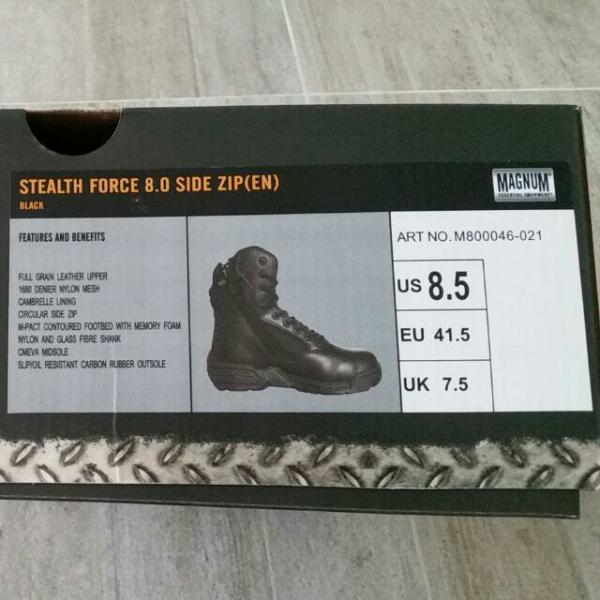 STEALTH FORCE 8.0 SIDE ZIP(EN)
BLACK
MAGNUM
ESSENTIAL EQUIPMENT
FEATURES AND BENEFITS
FULL GRAIN LEATHER UPPER
1680 DENIER NYLON MESH
CAMBRELLE LINING
CIRCULAR SIDE ZIP
M-PACT CONTOURED FOOTBED WITH MEMORY FOAM
NYLON AND GLASS FIBRE SHANK
CMEVA MIDSOLE
SLIP/OIL RESISTANT CARBON RUBBER OUTSOLE
ART NO. M800046-021
US 8.5
EU 41.5
UK 7.5